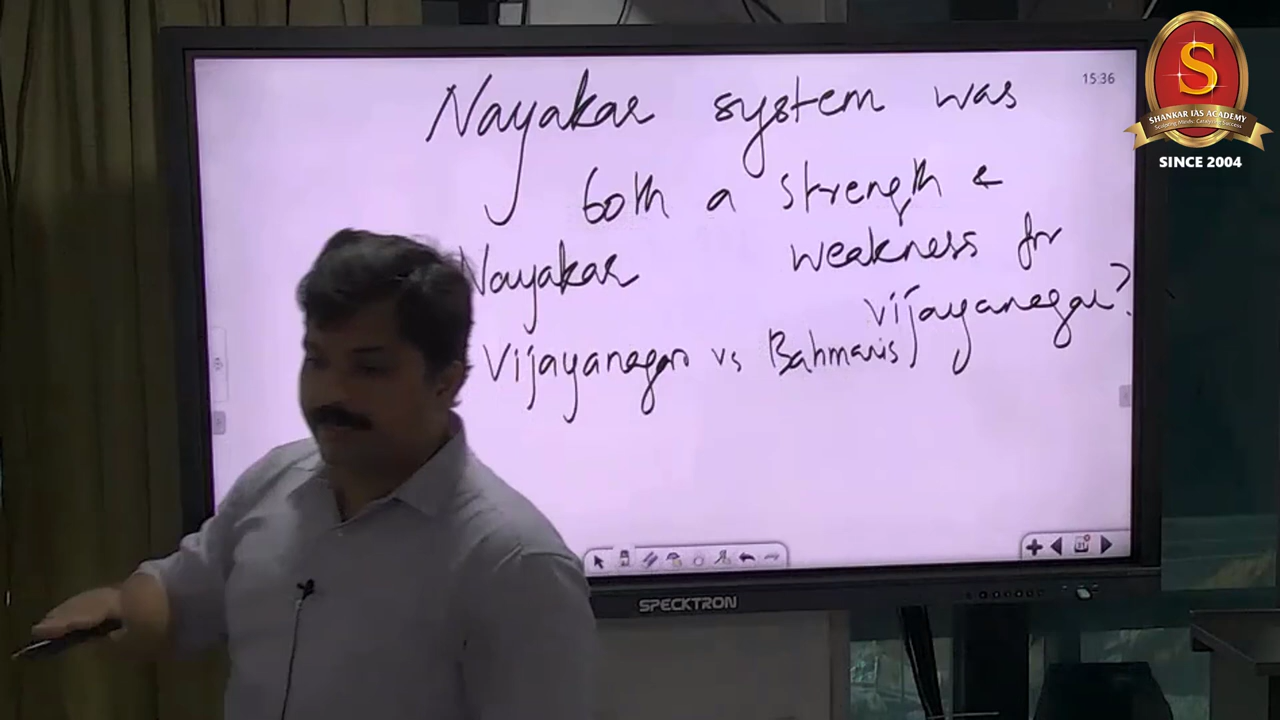 Nayakar system was
both a strength &
Nayakar weakness for
Vijayanagar?
Vijayanagar vs Bahmanis
15:36
S
SHANKAR IAS ACADEMY
SINCE 2004
SPECKTRON